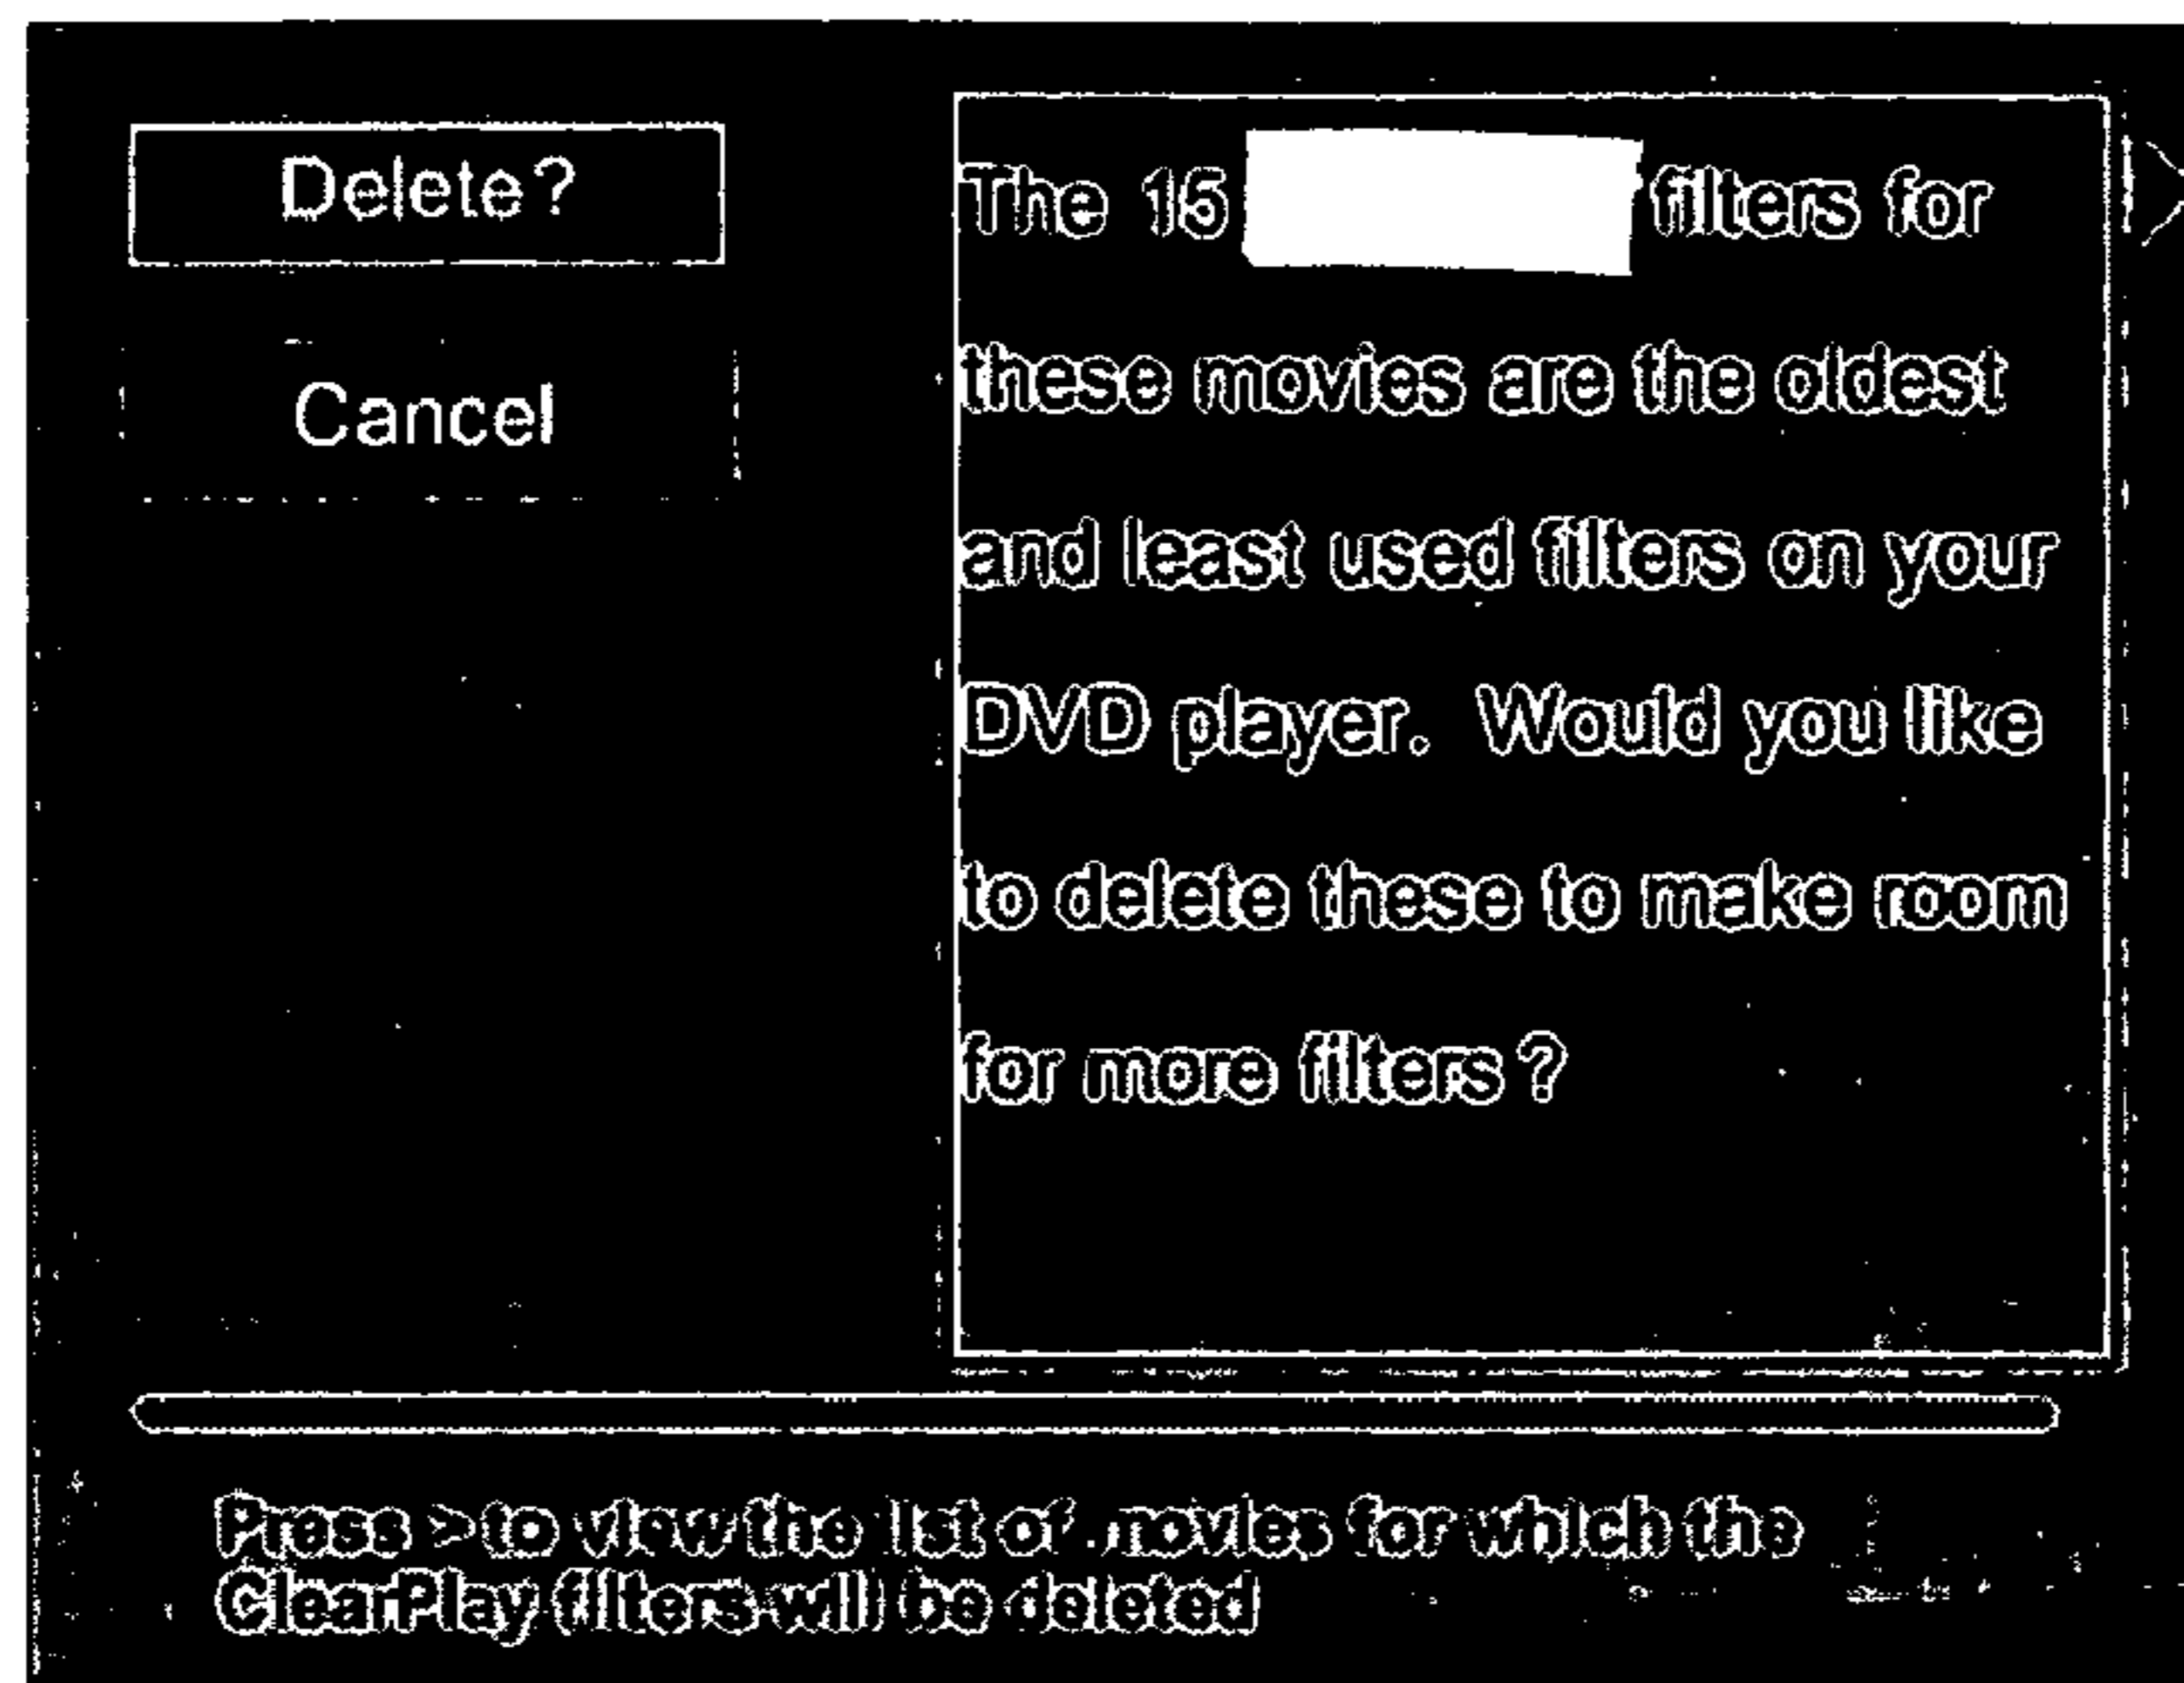 Delete?
Cancel
The 15 filters for
these movies are the oldest
and least used filters on your
DVD player. Would you like
to delete these to make room
for more filters ?
Press > to view the list of movies for which the
ClearPlay filters will be deleted